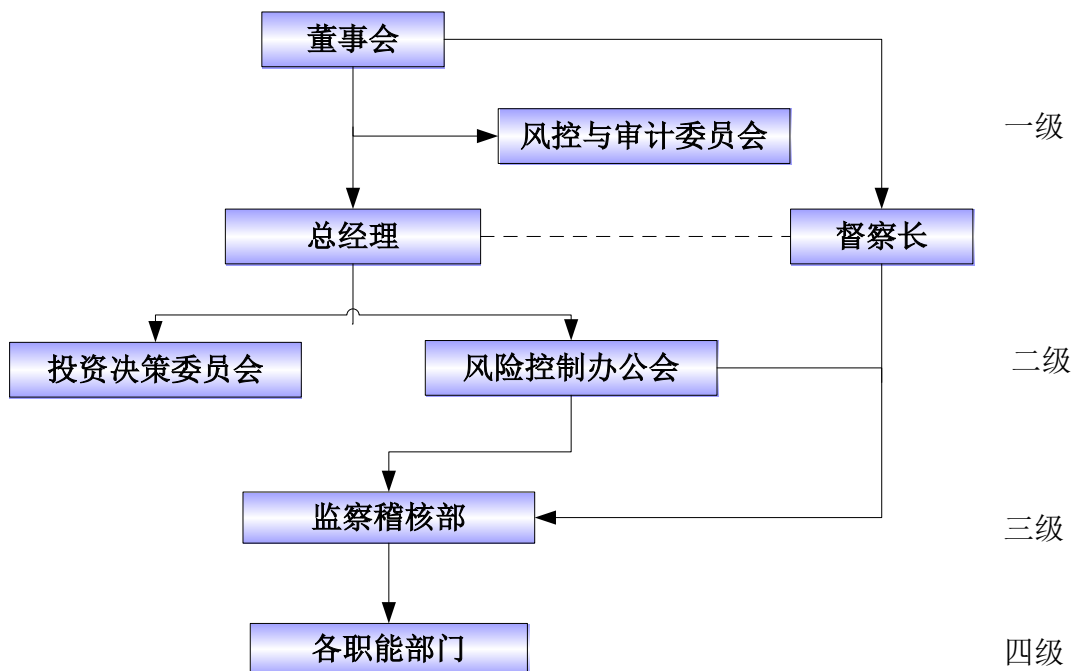 董事会
风控与审计委员会
一级
总经理
督察长
投资决策委员会
风险控制办公会
二级
监察稽核部
三级
各职能部门
四级